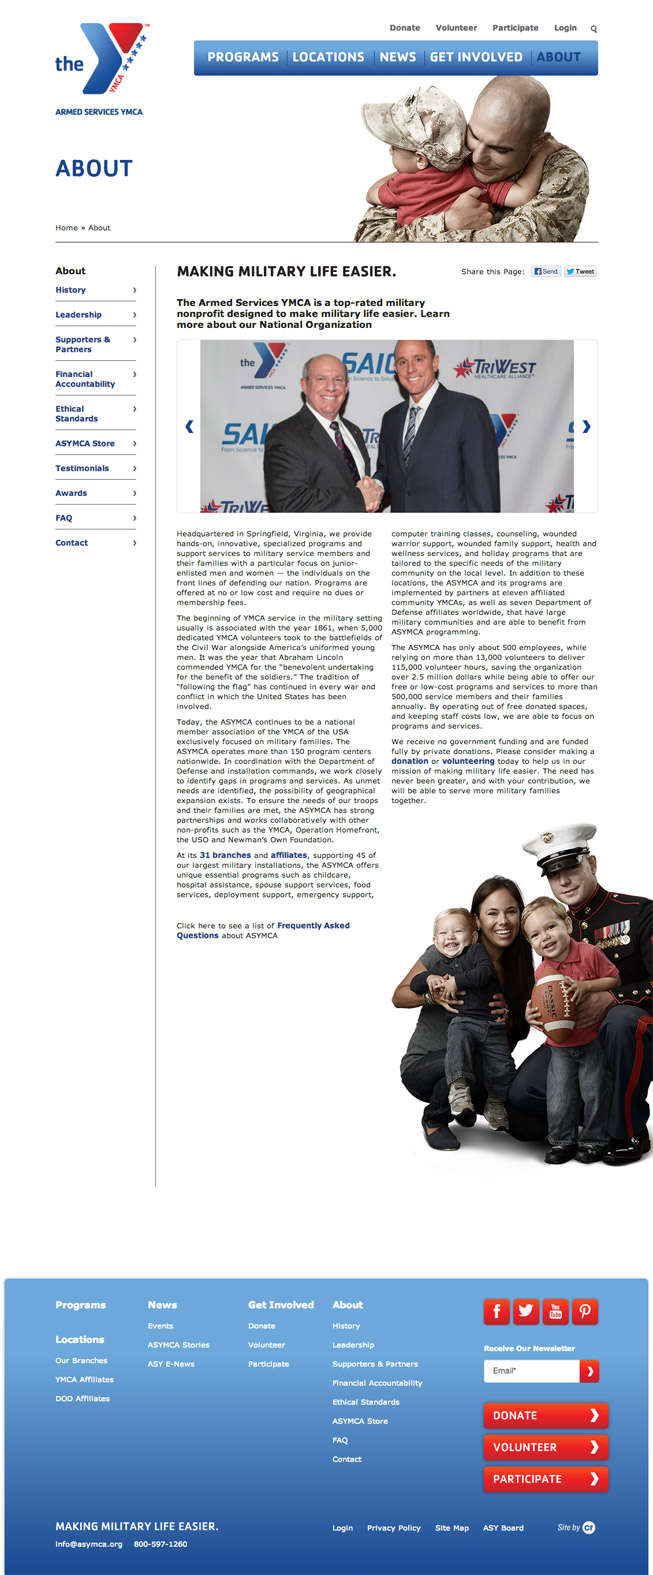 the
YMCA
ARMED SERVICES YMCA
Donate Volunteer Participate Login
PROGRAMS LOCATIONS NEWS GET INVOLVED ABOUT
ABOUT
Home » About
About
History
Leadership
Supporters &
Partners
Financial
Accountability
Ethical
Standards
ASYMCA Store
Testimonials
Awards
FAQ
Contact
MAKING MILITARY LIFE EASIER.
Share this Page: Send Tweet
The Armed Services YMCA is a top-rated military
nonprofit designed to make military life easier. Learn
more about our National Organization
the
ARMED SERVICES YMCA
SAIC
From Science to Solu
TRIWEST
HEALTHCARE ALLIANCE
SAI
From Science to
Tri
VICES YMCA
TRIWE
TRIW
Headquartered in Springfield, Virginia, we provide
hands-on, innovative, specialized programs and
support services to military service members and
their families with a particular focus on junior-
enlisted men and women — the individuals on the
front lines of defending our nation. Programs are
offered at no or low cost and require no dues or
membership fees.
The beginning of YMCA service in the military setting
usually is associated with the year 1861, when 5,000
dedicated YMCA volunteers took to the battlefields of
the Civil War alongside America's uniformed young
men. It was the year that Abraham Lincoln
commended YMCA for the "benevolent undertaking
for the benefit of the soldiers." The tradition of
"following the flag" has continued in every war and
conflict in which the United States has been
involved.
Today, the ASYMCA continues to be a national
member association of the YMCA of the USA
exclusively focused on military families. The
ASYMCA operates more than 150 program centers
nationwide. In coordination with the Department of
Defense and installation commands, we work closely
to identify gaps in programs and services. As unmet
needs are identified, the possibility of geographical
expansion exists. To ensure the needs of our troops
and their families are met, the ASYMCA has strong
partnerships and works collaboratively with other
non-profits such as the YMCA, Operation Homefront,
the USO and Newman's Own Foundation.
At its 31 branches and affiliates, supporting 45 of
our largest military installations, the ASYMCA offers
unique essential programs such as childcare,
hospital assistance, spouse support services, food
services, deployment support, emergency support,
computer training classes, counseling, wounded
warrior support, wounded family support, health and
wellness services, and holiday programs that are
tailored to the specific needs of the military
community on the local level. In addition to these
locations, the ASYMCA and its programs are
implemented by partners at eleven affiliated
community YMCAs, as well as seven Department of
Defense affiliates worldwide, that have large
military communities and are able to benefit from
ASYMCA programming.
The ASYMCA has only about 500 employees, while
relying on more than 13,000 volunteers to deliver
115,000 volunteer hours, saving the organization
over 2.5 million dollars while being able to offer our
free or low-cost programs and services to more than
500,000 service members and their families
annually. By operating out of free donated spaces,
and keeping staff costs low, we are able to focus on
programs and services.
We receive no government funding and are funded
fully by private donations. Please consider making a
donation or volunteering today to help us in our
mission of making military life easier. The need has
never been greater, and with your contribution, we
will be able to serve more military families
together.
Click here to see a list of Frequently Asked
Questions about ASYMCA
CLASSIC
Programs
Locations
Our Branches
YMCA Affiliates
DOD Affiliates
News
Events
ASYMCA Stories
ASY E-News
Get Involved
Donate
Volunteer
Participate
About
History
Leadership
Supporters & Partners
Financial Accountability
Ethical Standards
ASYMCA Store
FAQ
Contact
You
Tube
Receive Our Newsletter
Email*
DONATE
VOLUNTEER
PARTICIPATE
MAKING MILITARY LIFE EASIER.
info@asymca.org 800-597-1260
Login Privacy Policy Site Map ASY Board Site by cr